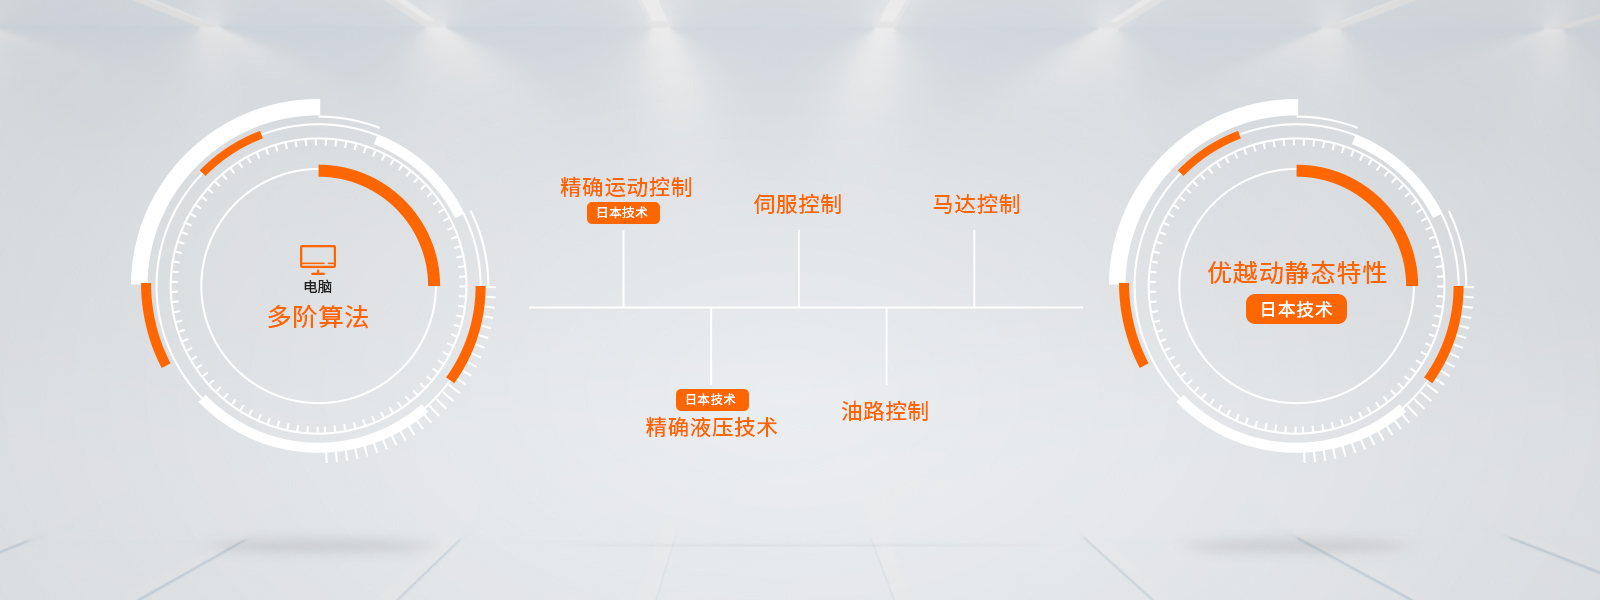 电脑
多阶算法
精确运动控制
日本技术
伺服控制
马达控制
日本技术
精确液压技术
油路控制
优越动静态特性
日本技术